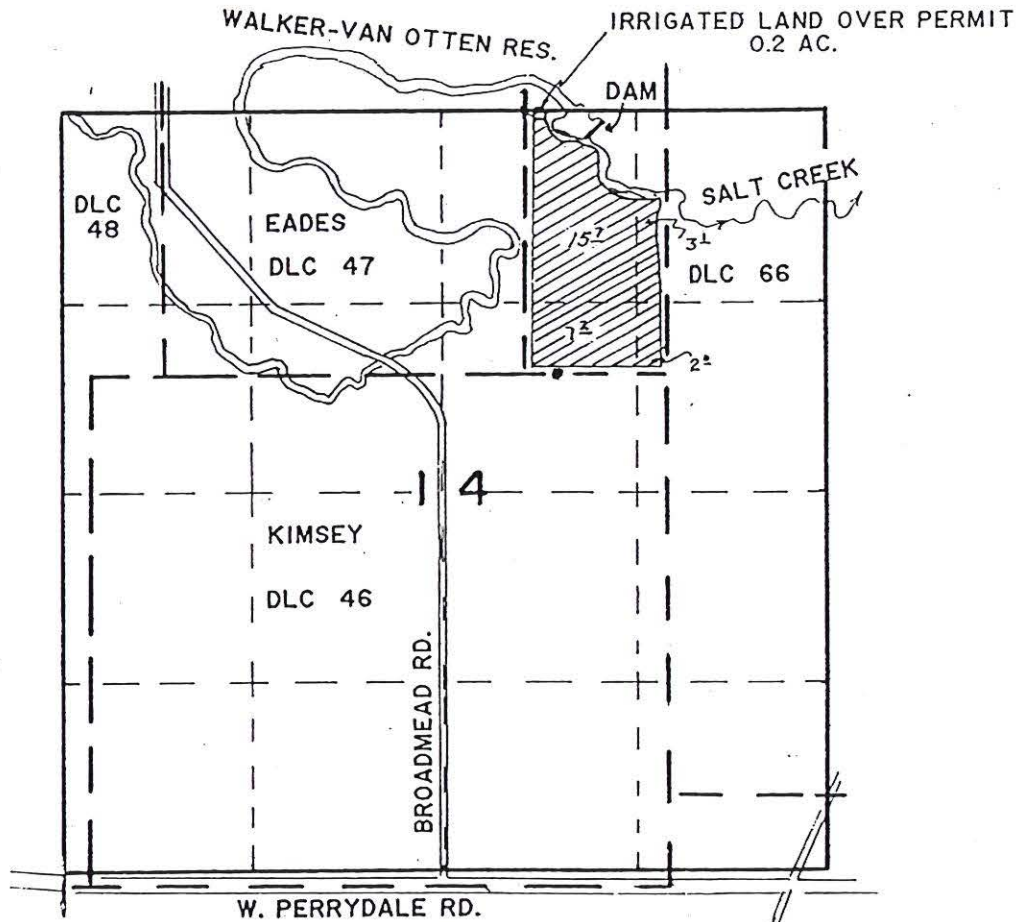 WALKER-VAN OTTEN RES.
IRRIGATED LAND OVER PERMIT
0.2 AC.
DAM
SALT CREEK
DLC
48
EADES
DLC 47
DLC 66
14
KIMSEY
DLC 46
BROADMEAD RD.
W. PERRYDALE RD.